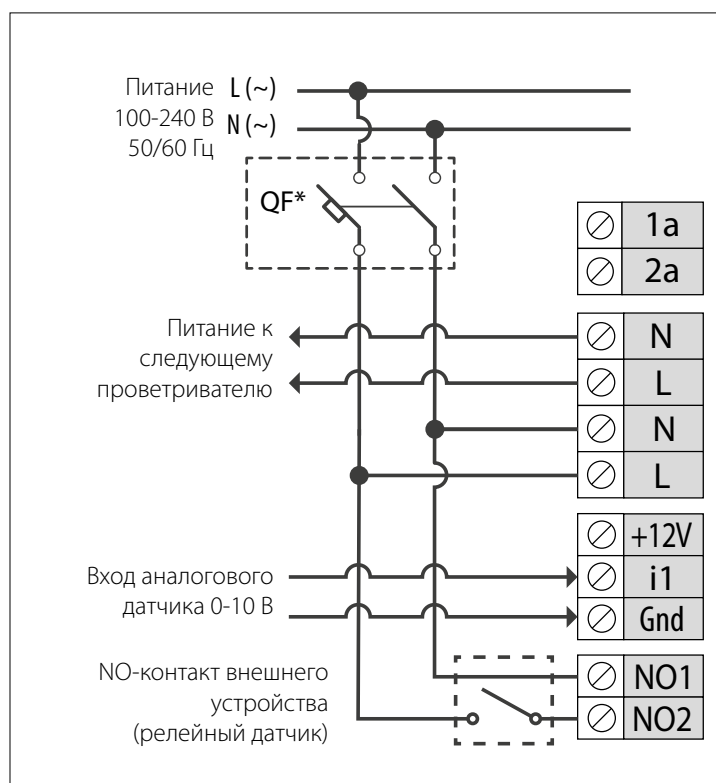 Питание L (~)
100-240 В N (~)
50/60 Гц
QF*
1a
2a
Питание к
следующему
проветривателю
N
L
N
L
+12V
Вход аналогового
датчика 0-10 В
i1
Gnd
NO-контакт внешнего
устройства
(релейный датчик)
NO1
NO2